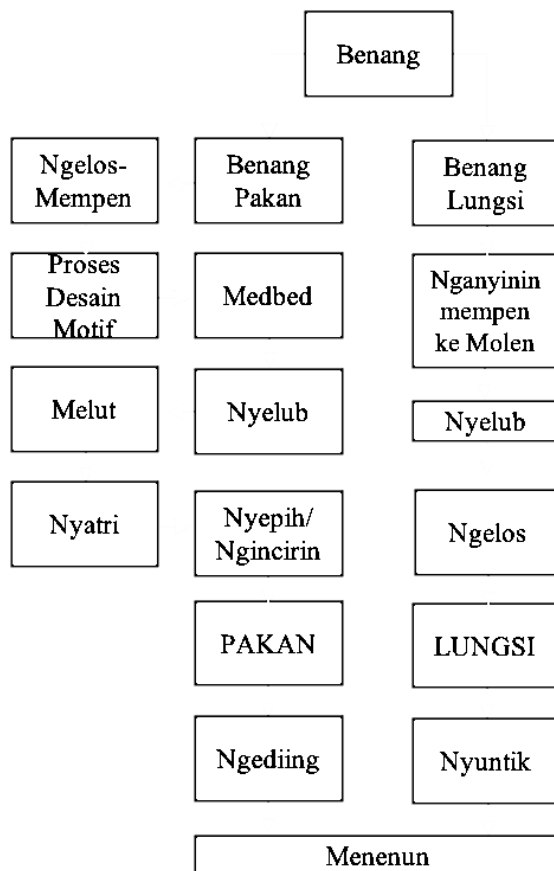 Benang
Ngelos-
Mempen
Benang
Pakan
Benang
Lungsi
Proses
Desain
Motif
Medbed
Nganyinin
mempen
ke Molen
Melut
Nyelub
Nyelub
Nyatri
Nyepih/
Ngincirin
Ngelos
PAKAN
LUNGSI
Ngediing
Nyuntik
Menenun